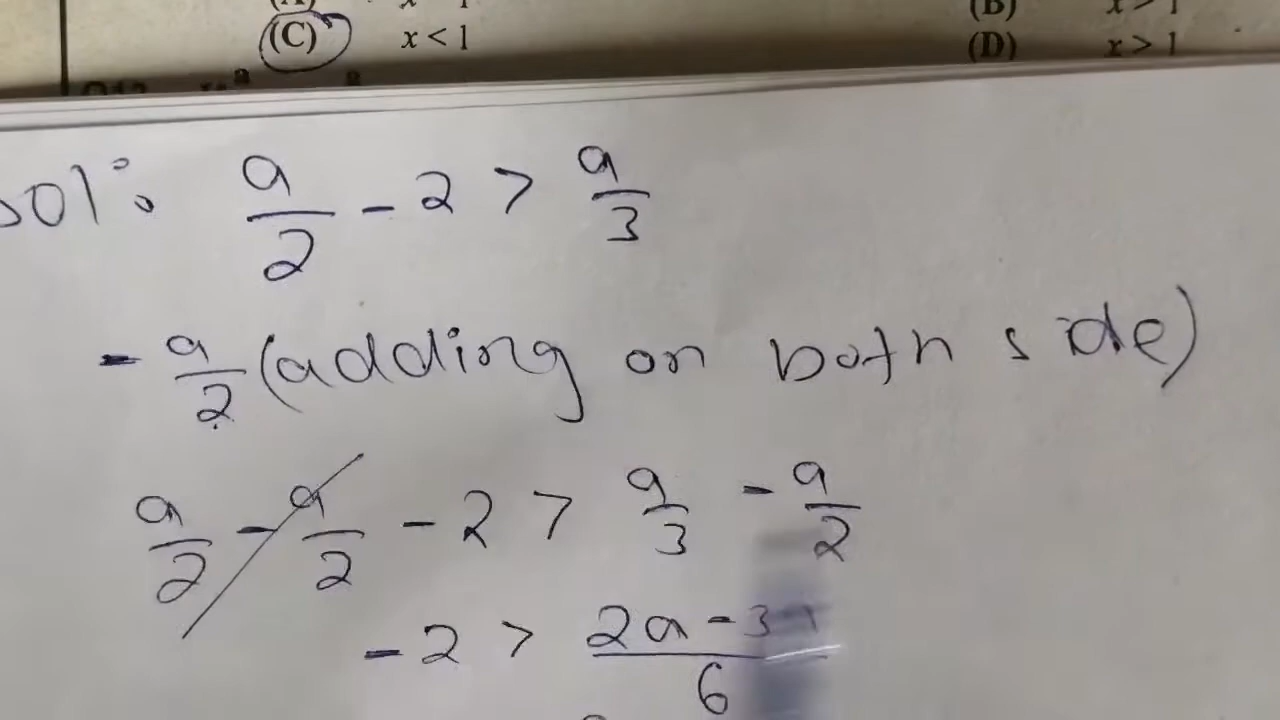 (C) x < 1
(D) x > 1
sol: a/2 - 2 > a/3
- a/2 (adding on both side)
a/2 - a/2 - 2 > a/3 - a/2
-2 > 2a - 3a/6